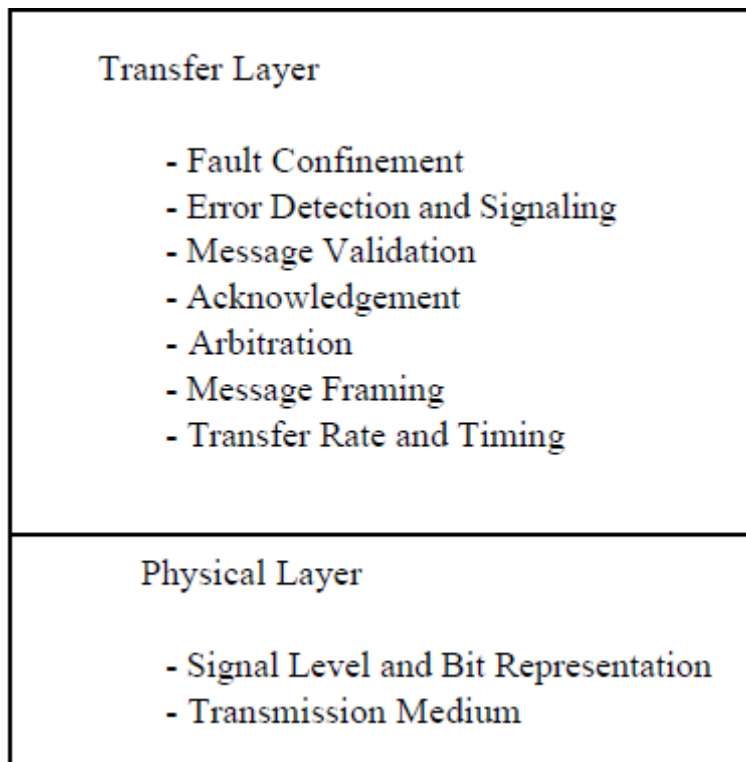 Transfer Layer
- Fault Confinement
- Error Detection and Signaling
- Message Validation
- Acknowledgement
- Arbitration
- Message Framing
- Transfer Rate and Timing
Physical Layer
- Signal Level and Bit Representation
- Transmission Medium